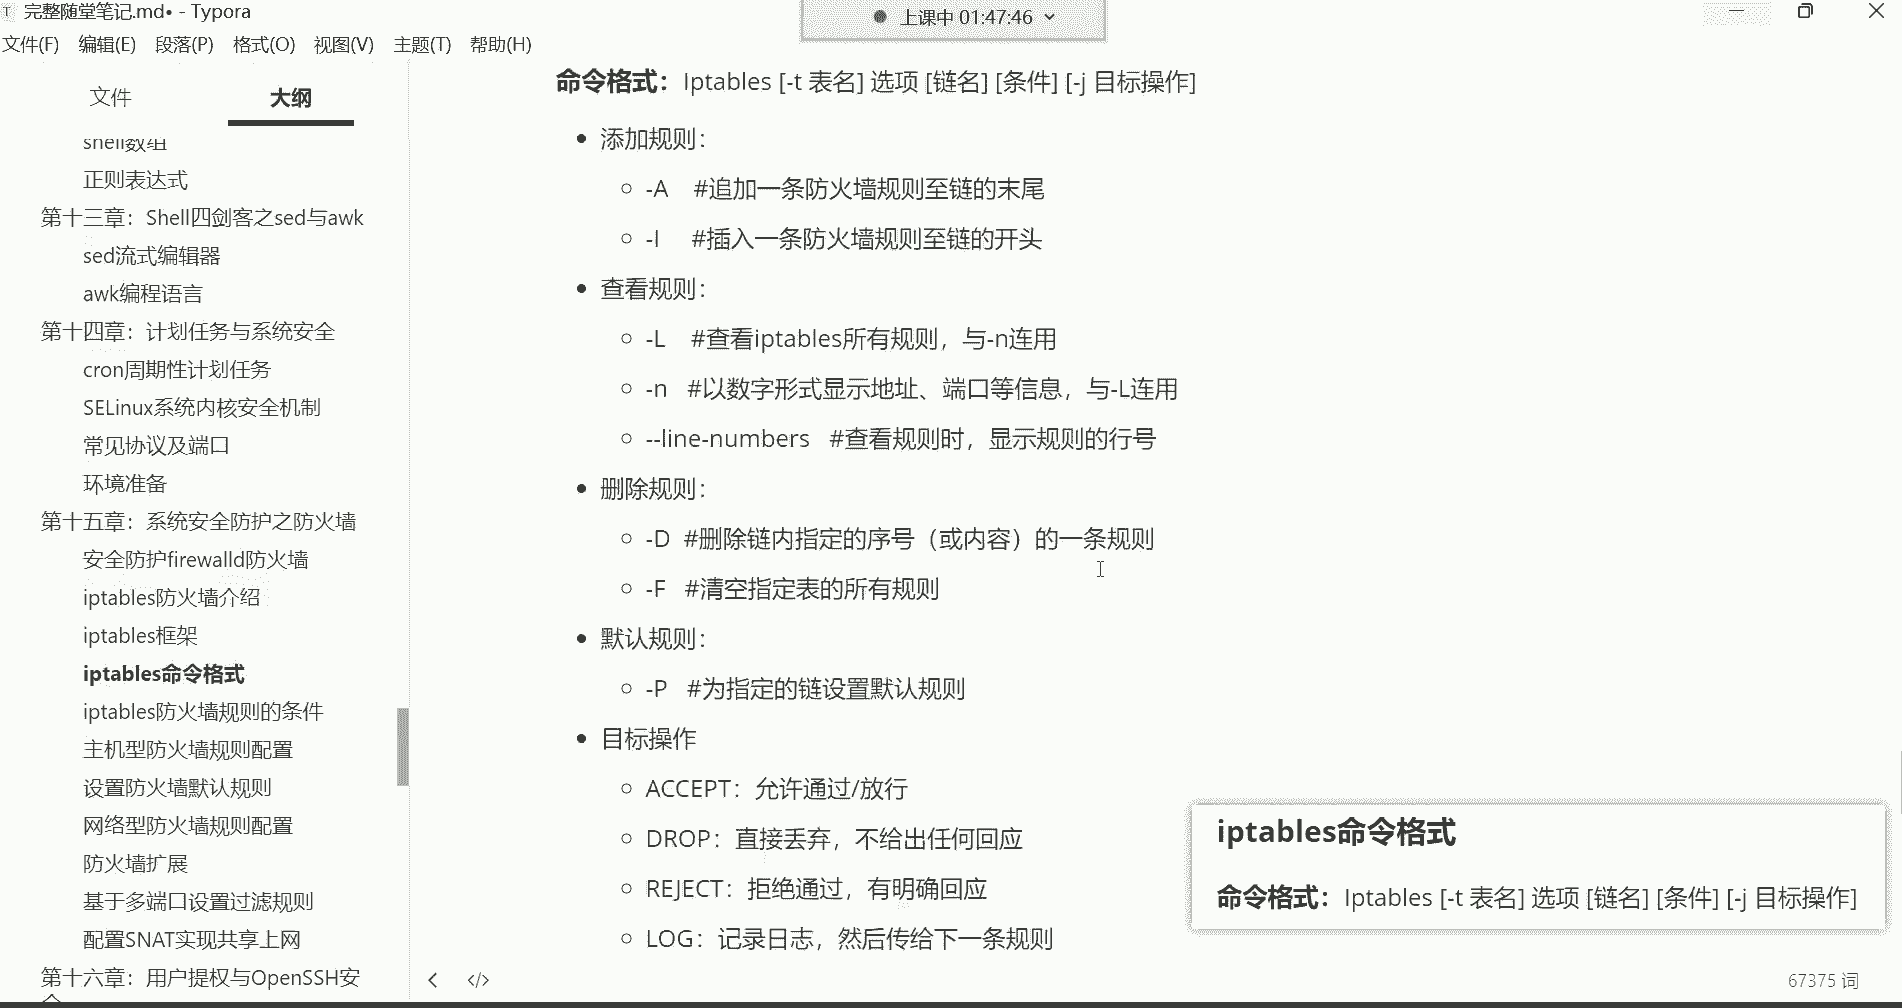 完整随堂笔记.md• - Typora
上课中 01:47:46
文件(F) 编辑(E) 段落(P) 格式(O) 视图(V) 主题(T) 帮助(H)
文件 大纲
shell数组
正则表达式
第十三章：Shell四剑客之sed与awk
sed流式编辑器
awk编程语言
第十四章：计划任务与系统安全
cron周期性计划任务
SELinux系统内核安全机制
常见协议及端口
环境准备
第十五章：系统安全防护之防火墙
安全防护firewalld防火墙
iptables防火墙介绍
iptables框架
iptables命令格式
iptables防火墙规则的条件
主机型防火墙规则配置
设置防火墙默认规则
网络型防火墙规则配置
防火墙扩展
基于多端口设置过滤规则
配置SNAT实现共享上网
第十六章：用户提权与OpenSSH安
命令格式：Iptables [-t 表名] 选项 [链名] [条件] [-j 目标操作]
添加规则：
-A #追加一条防火墙规则至链的末尾
-I #插入一条防火墙规则至链的开头
查看规则：
-L #查看iptables所有规则，与-n连用
-n #以数字形式显示地址、端口等信息，与-L连用
--line-numbers #查看规则时，显示规则的行号
删除规则：
-D #删除链内指定的序号（或内容）的一条规则
-F #清空指定表的所有规则
默认规则：
-P #为指定的链设置默认规则
目标操作
ACCEPT：允许通过/放行
DROP：直接丢弃，不给出任何回应
REJECT：拒绝通过，有明确回应
LOG：记录日志，然后传给下一条规则
iptables命令格式
命令格式：Iptables [-t 表名] 选项 [链名] [条件] [-j 目标操作]
67375 词